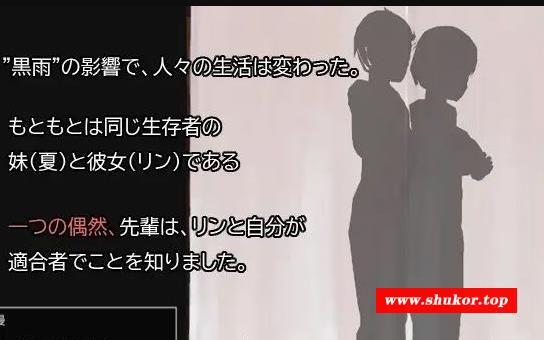 ”黒雨”の影響で、人々の生活は変わった。
もともとは同じ生存者の
妹(夏)と彼女(リン)である
一つの偶然、先輩は、リンと自分が
適合者でことを知りました。
www.shukor.top